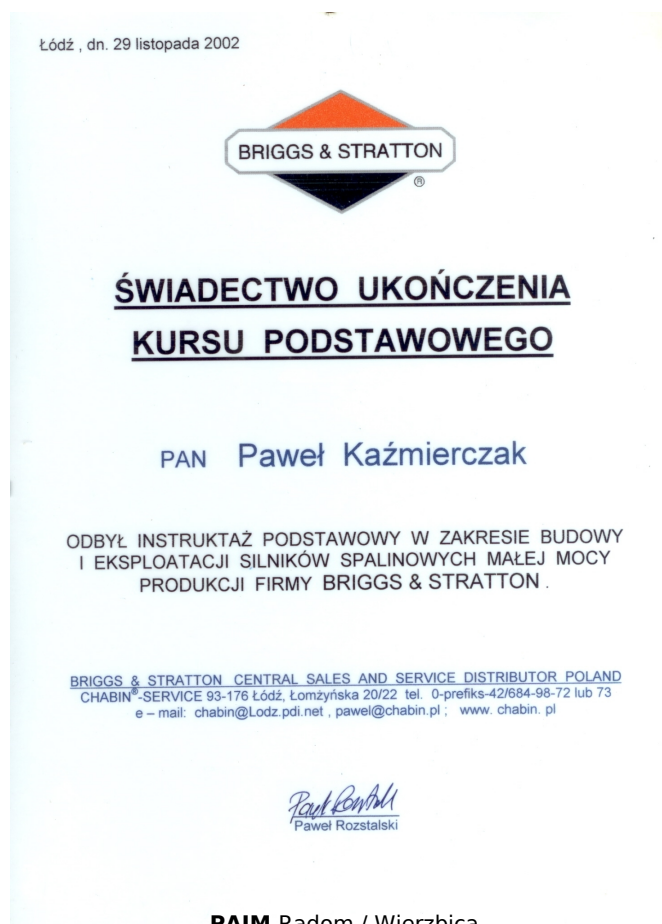 Łódź , dn. 29 listopada 2002
BRIGGS & STRATTON
®
ŚWIADECTWO UKOŃCZENIA
KURSU PODSTAWOWEGO
PAN Paweł Kaźmierczak
ODBYŁ INSTRUKTAŻ PODSTAWOWY W ZAKRESIE BUDOWY
I EKSPLOATACJI SILNIKÓW SPALINOWYCH MAŁEJ MOCY
PRODUKCJI FIRMY BRIGGS & STRATTON .
BRIGGS & STRATTON CENTRAL SALES AND SERVICE DISTRIBUTOR POLAND
CHABIN®-SERVICE 93-176 Łódź, Łomżyńska 20/22 tel. 0-prefiks-42/684-98-72 lub 73
e – mail: chabin@Lodz.pdi.net , pawel@chabin.pl ; www. chabin. pl
Paweł Rozstalski
RAJM Radom / Wierzbica